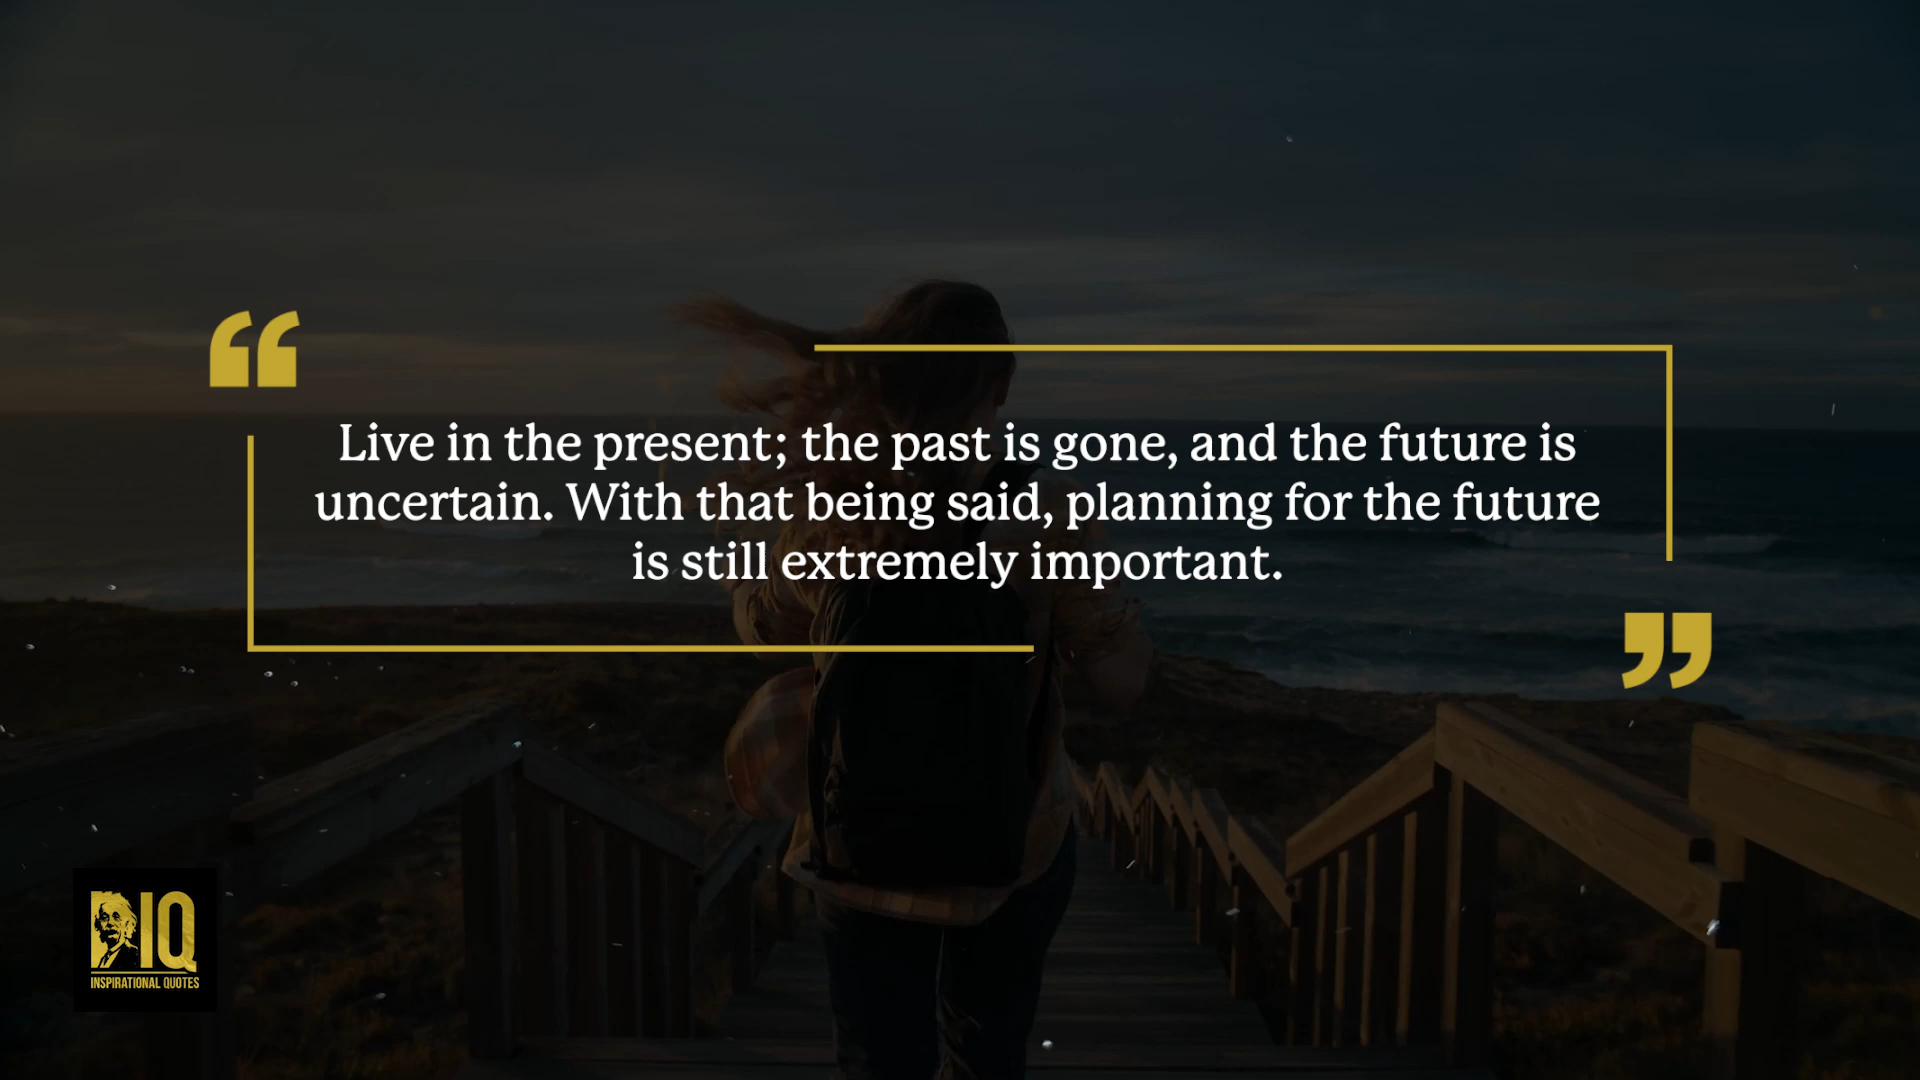 “
Live in the present; the past is gone, and the future is
uncertain. With that being said, planning for the future
is still extremely important.
”
IQ
INSPIRATIONAL QUOTES